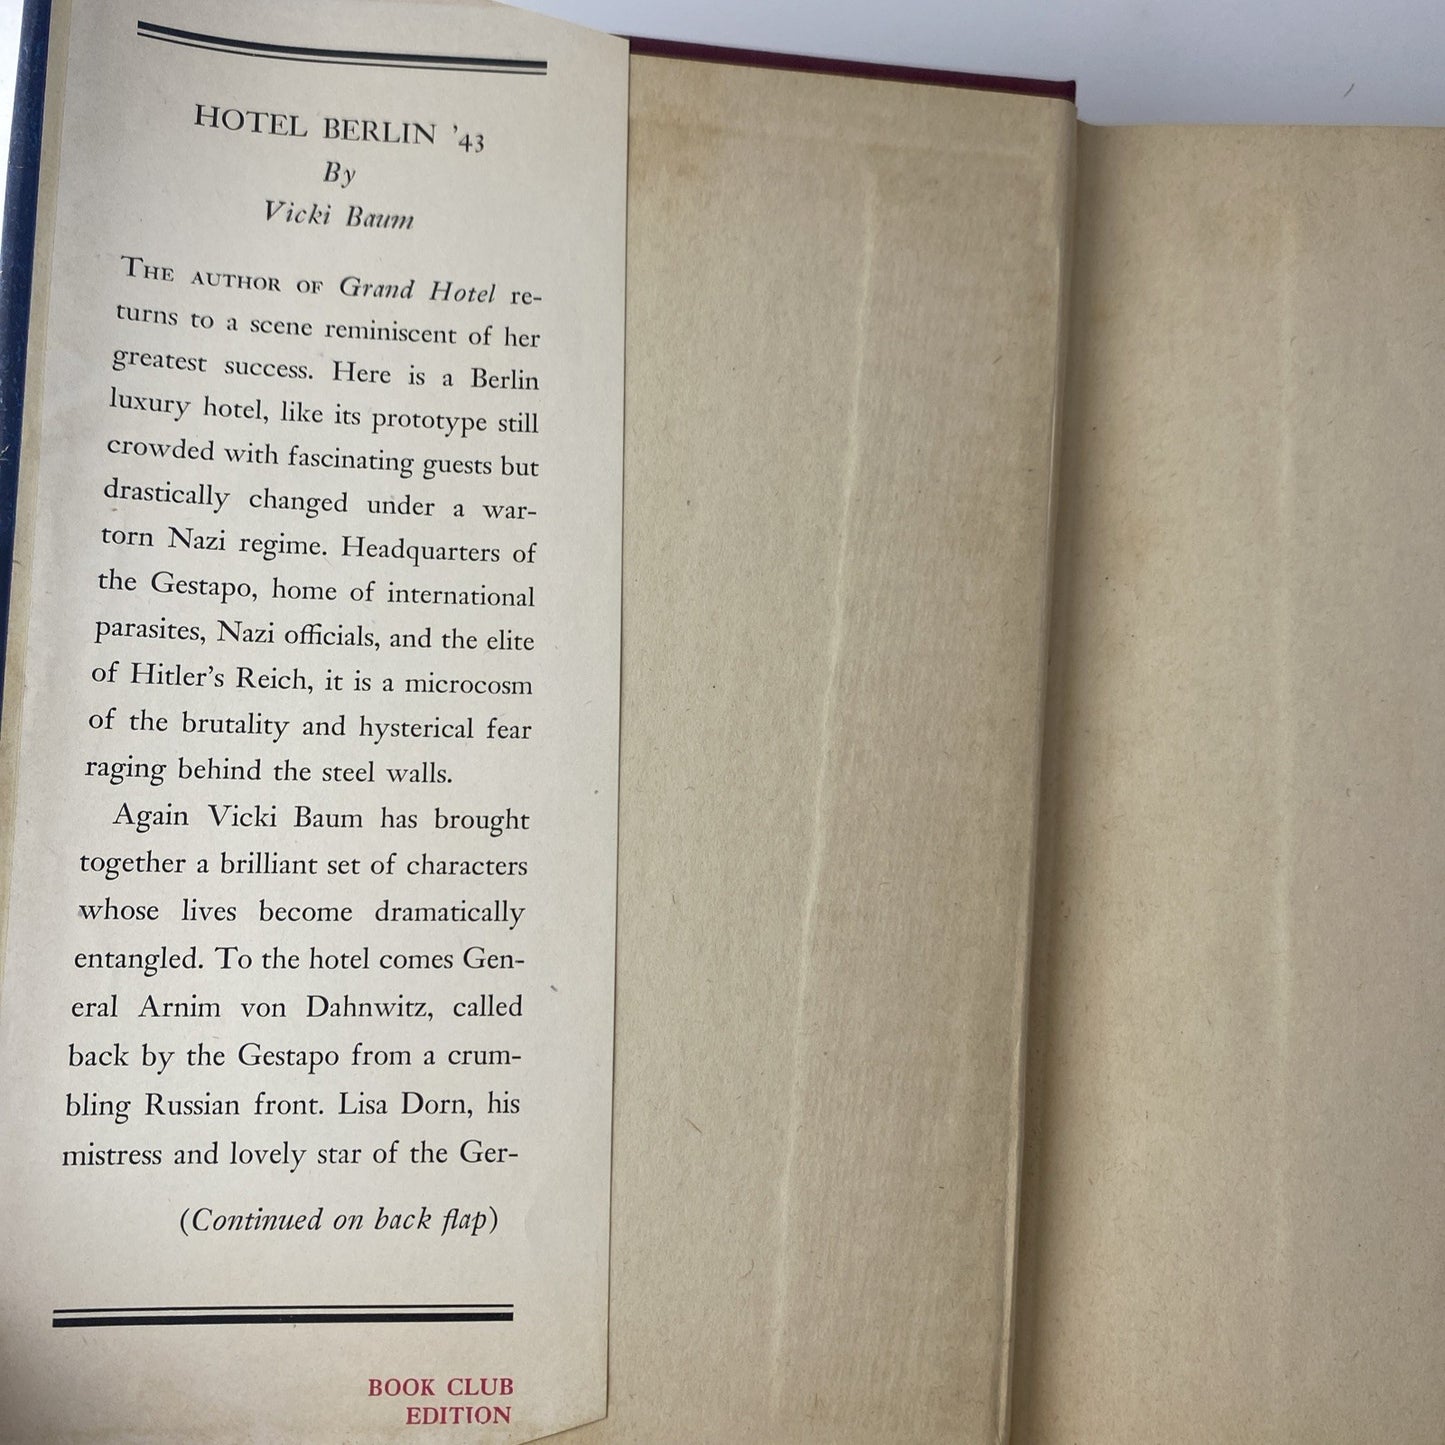 HOTEL BERLIN ’43
By
Vicki Baum
THE AUTHOR OF Grand Hotel re-
turns to a scene reminiscent of her
greatest success. Here is a Berlin
luxury hotel, like its prototype still
crowded with fascinating guests but
drastically changed under a war-
torn Nazi regime. Headquarters of
the Gestapo, home of international
parasites, Nazi officials, and the elite
of Hitler’s Reich, it is a microcosm
of the brutality and hysterical fear
raging behind the steel walls.
Again Vicki Baum has brought
together a brilliant set of characters
whose lives become dramatically
entangled. To the hotel comes Gen-
eral Arnim von Dahnwitz, called
back by the Gestapo from a crum-
bling Russian front. Lisa Dorn, his
mistress and lovely star of the Ger-
(Continued on back flap)
BOOK CLUB
EDITION